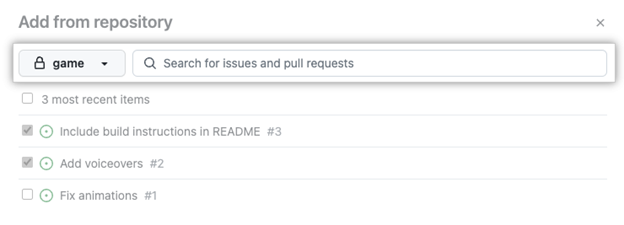 Add from repository
game
Search for issues and pull requests
3 most recent items
Include build instructions in README #3
Add voiceovers #2
Fix animations #1